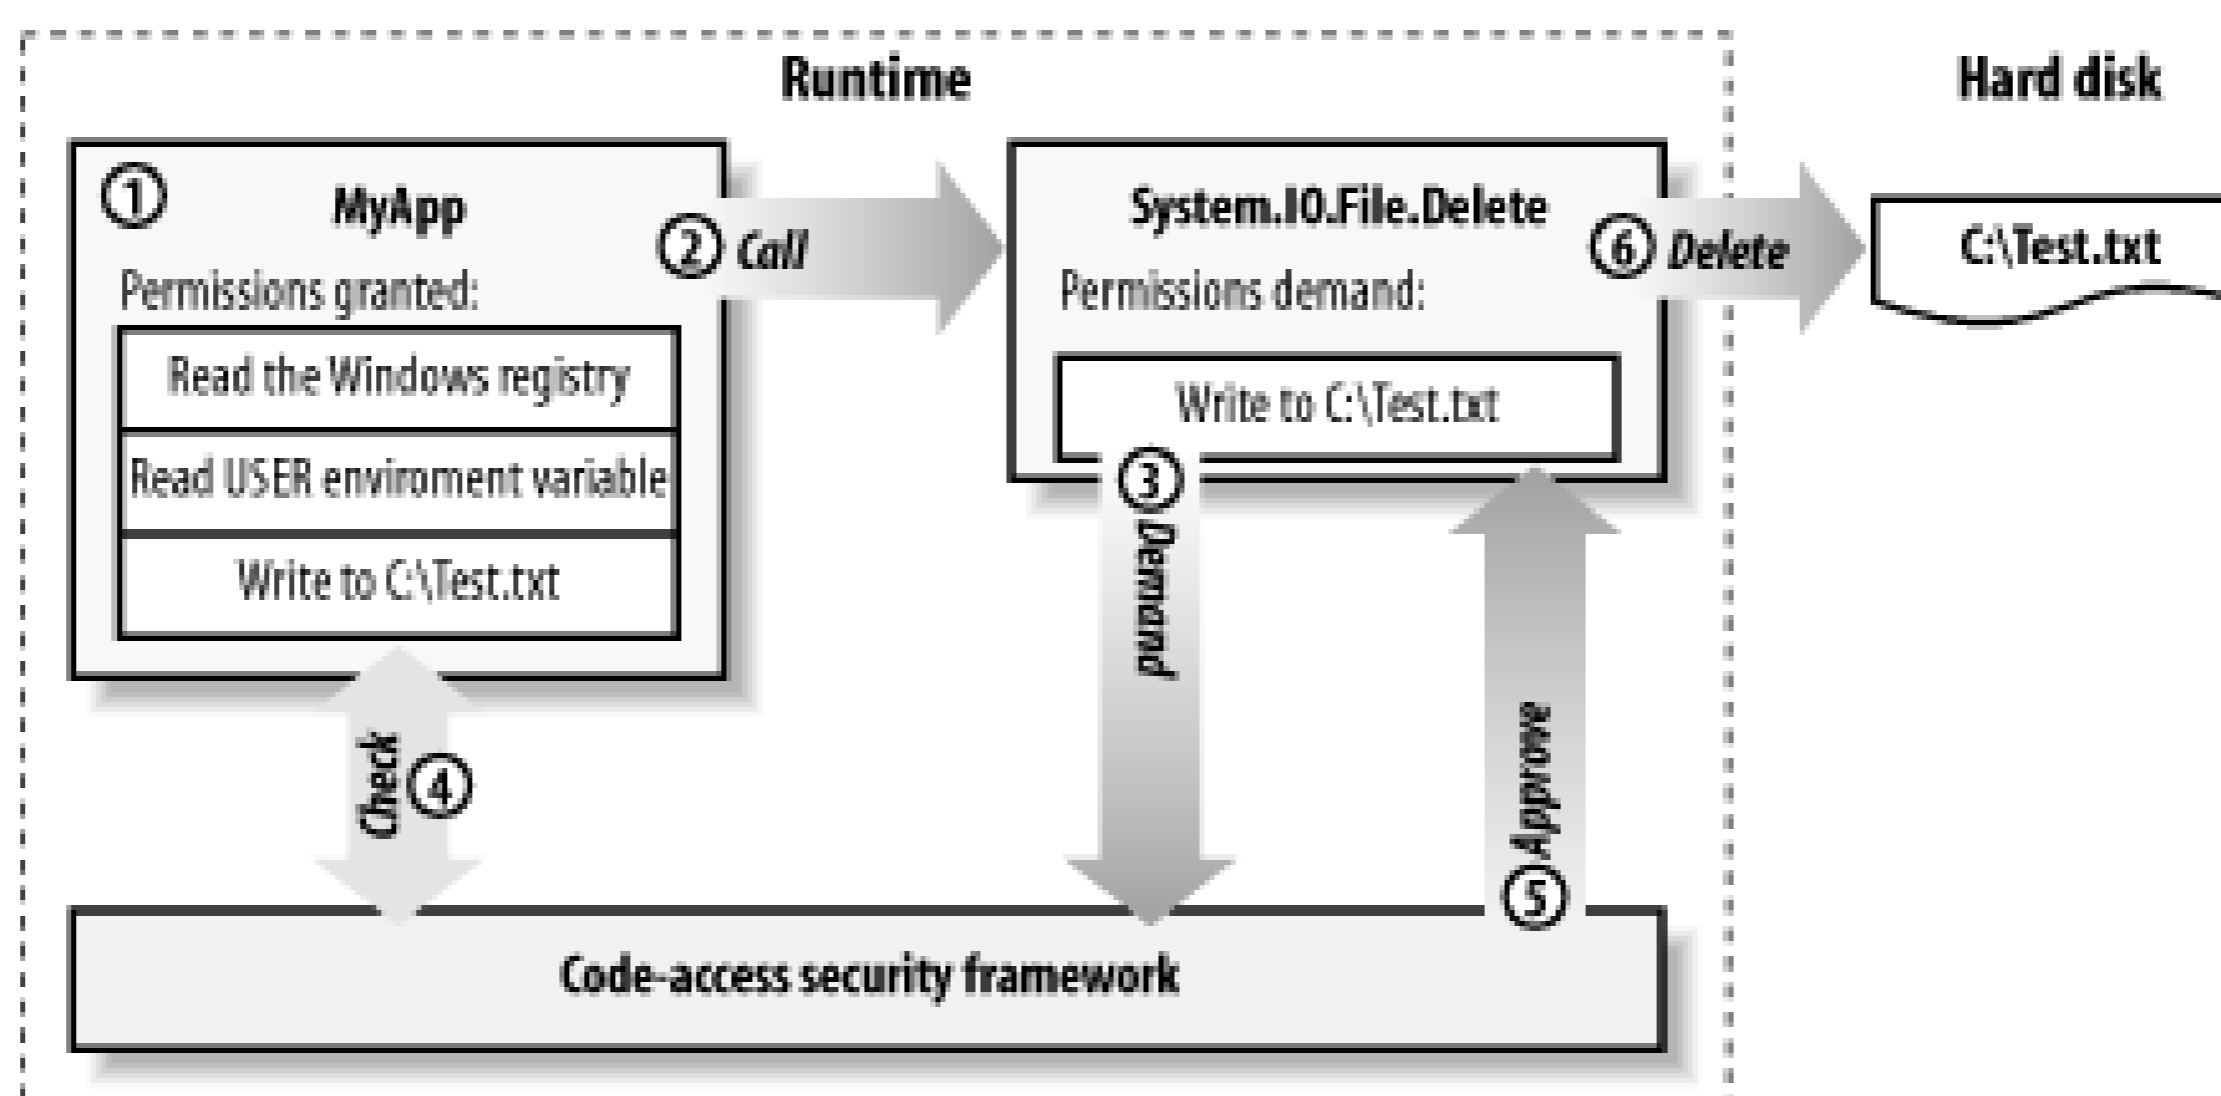 Runtime
Hard disk
① MyApp
Permissions granted:
Read the Windows registry
Read USER enviroment variable
Write to C:\Test.txt
② Call
System.IO.File.Delete
Permissions demand:
Write to C:\Test.txt
③ Demand
Check ④
⑤ Approve
⑥ Delete
C:\Test.txt
Code-access security framework